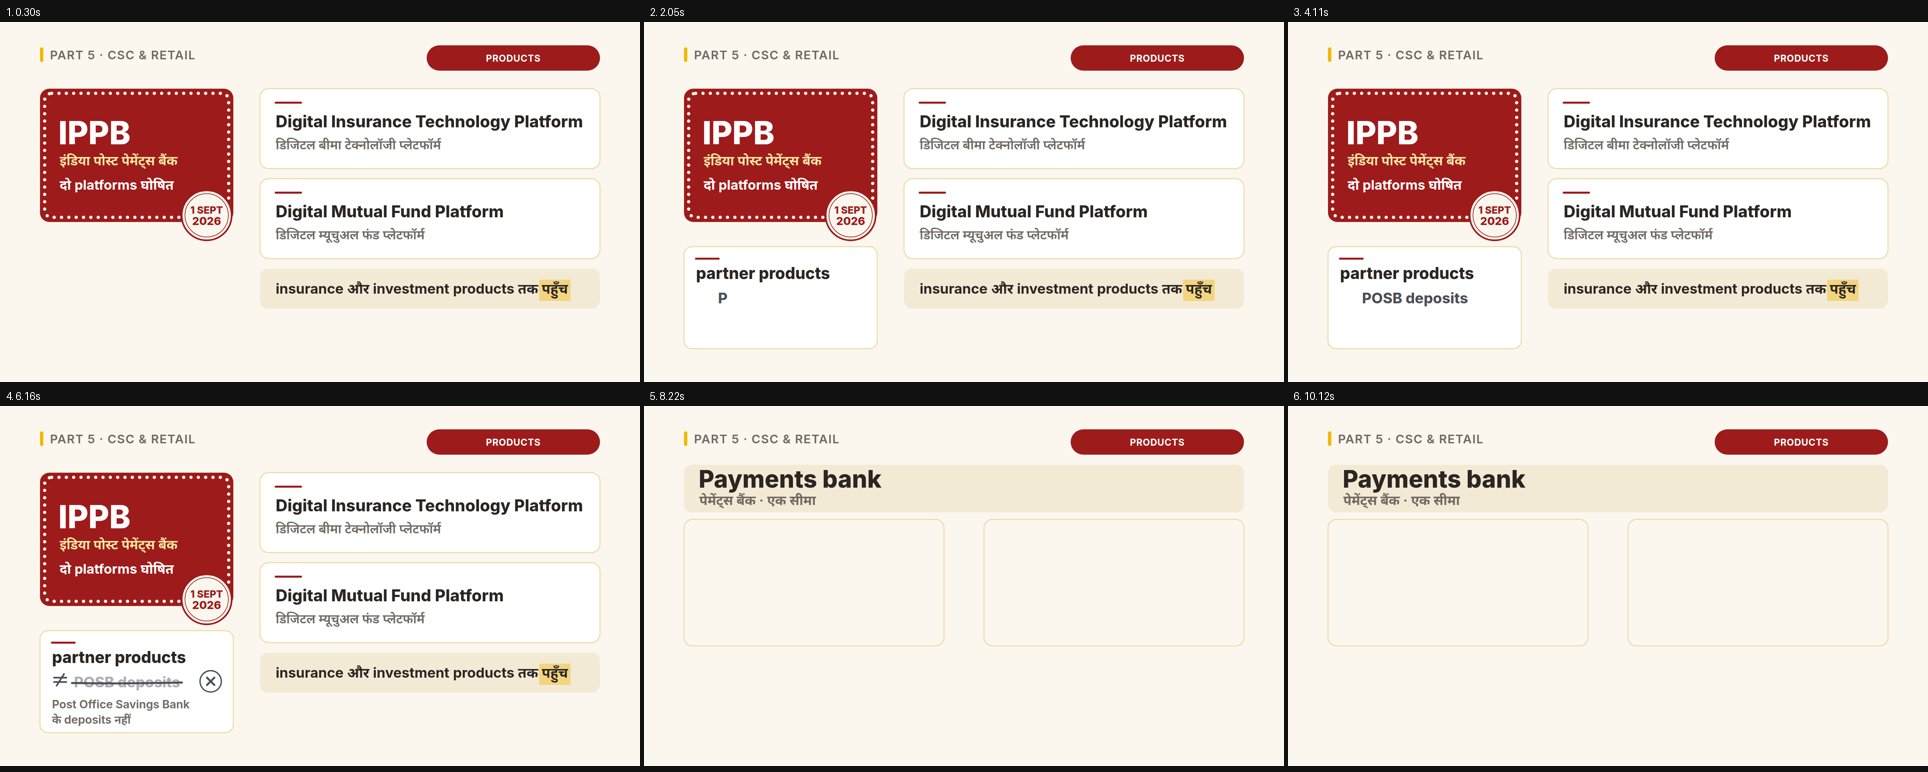 1. 0.30s
PART 5 · CSC & RETAIL
PRODUCTS
IPPB
इंडिया पोस्ट पेमेंट्स बैंक
दो platforms घोषित
1 SEPT
2026
Digital Insurance Technology Platform
डिजिटल बीमा टेक्नोलॉजी प्लेटफॉर्म
Digital Mutual Fund Platform
डिजिटल म्यूचुअल फंड प्लेटफॉर्म
insurance और investment products तक पहुँच
2. 2.05s
PART 5 · CSC & RETAIL
PRODUCTS
IPPB
इंडिया पोस्ट पेमेंट्स बैंक
दो platforms घोषित
1 SEPT
2026
partner products
P
Digital Insurance Technology Platform
डिजिटल बीमा टेक्नोलॉजी प्लेटफॉर्म
Digital Mutual Fund Platform
डिजिटल म्यूचुअल फंड प्लेटफॉर्म
insurance और investment products तक पहुँच
3. 4.11s
PART 5 · CSC & RETAIL
PRODUCTS
IPPB
इंडिया पोस्ट पेमेंट्स बैंक
दो platforms घोषित
1 SEPT
2026
partner products
POSB deposits
Digital Insurance Technology Platform
डिजिटल बीमा टेक्नोलॉजी प्लेटफॉर्म
Digital Mutual Fund Platform
डिजिटल म्यूचुअल फंड प्लेटफॉर्म
insurance और investment products तक पहुँच
4. 6.16s
PART 5 · CSC & RETAIL
PRODUCTS
IPPB
इंडिया पोस्ट पेमेंट्स बैंक
दो platforms घोषित
1 SEPT
2026
partner products
≠ POSB deposits
Post Office Savings Bank
के deposits नहीं
Digital Insurance Technology Platform
डिजिटल बीमा टेक्नोलॉजी प्लेटफॉर्म
Digital Mutual Fund Platform
डिजिटल म्यूचुअल फंड प्लेटफॉर्म
insurance और investment products तक पहुँच
5. 8.22s
PART 5 · CSC & RETAIL
PRODUCTS
Payments bank
पेमेंट्स बैंक · एक सीमा
6. 10.12s
PART 5 · CSC & RETAIL
PRODUCTS
Payments bank
पेमेंट्स बैंक · एक सीमा